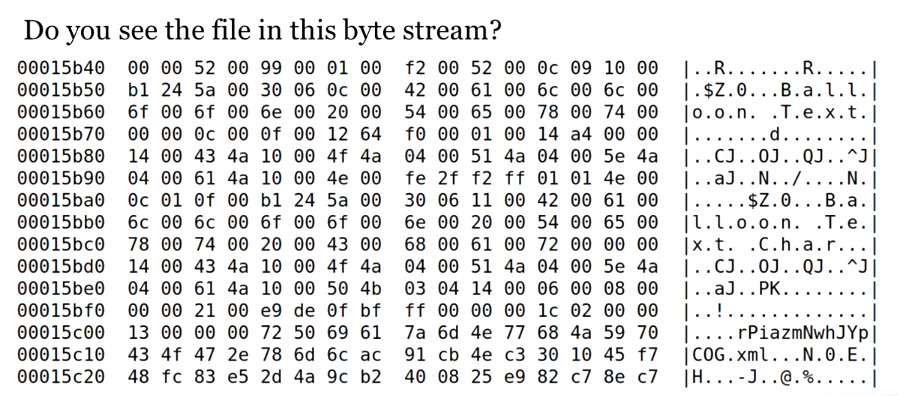 Do you see the file in this byte stream?
00015b40 00 00 52 00 99 00 01 00 f2 00 52 00 0c 09 10 00 |..R.......R.....|
00015b50 b1 24 5a 00 30 06 0c 00 42 00 61 00 6c 00 6c 00 |.$Z.0...B.a.l.l.|
00015b60 6f 00 6f 00 6e 00 20 00 54 00 65 00 78 00 74 00 |o.o.n. .T.e.x.t.|
00015b70 00 00 0c 00 0f 00 12 64 f0 00 01 00 14 a4 00 00 |.......d........|
00015b80 14 00 43 4a 10 00 4f 4a 04 00 51 4a 04 00 5e 4a |..CJ..OJ..QJ..^J|
00015b90 04 00 61 4a 10 00 4e 00 fe 2f f2 ff 01 01 4e 00 |..aJ..N../....N.|
00015ba0 0c 01 0f 00 b1 24 5a 00 30 06 11 00 42 00 61 00 |.....$Z.0...B.a.|
00015bb0 6c 00 6c 00 6f 00 6f 00 6e 00 20 00 54 00 65 00 |l.l.o.o.n. .T.e.|
00015bc0 78 00 74 00 20 00 43 00 68 00 61 00 72 00 00 00 |x.t. .C.h.a.r...|
00015bd0 14 00 43 4a 10 00 4f 4a 04 00 51 4a 04 00 5e 4a |..CJ..OJ..QJ..^J|
00015be0 04 00 61 4a 10 00 50 4b 03 04 14 00 06 00 08 00 |..aJ..PK........|
00015bf0 00 00 21 00 e9 de 0f bf ff 00 00 00 1c 02 00 00 |..!.............|
00015c00 13 00 00 00 72 50 69 61 7a 6d 4e 77 68 4a 59 70 |....rPiazmNwhJYp|
00015c10 43 4f 47 2e 78 6d 6c ac 91 cb 4e c3 30 10 45 f7 |COG.xml...N.0.E.|
00015c20 48 fc 83 e5 2d 4a 9c b2 40 08 25 e9 82 c7 8e c7 |H...-J..@.%.....|